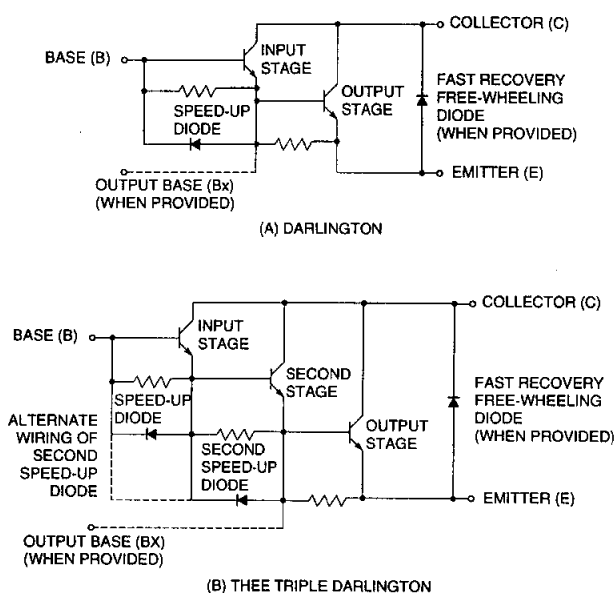 COLLECTOR (C)
INPUT
STAGE
BASE (B)
FAST RECOVERY
FREE-WHEELING
DIODE
(WHEN PROVIDED)
OUTPUT
STAGE
SPEED-UP
DIODE
OUTPUT BASE (Bx)
(WHEN PROVIDED)
EMITTER (E)
(A) DARLINGTON
COLLECTOR (C)
INPUT
STAGE
BASE (B)
SECOND
STAGE
FAST RECOVERY
FREE-WHEELING
DIODE
(WHEN PROVIDED)
SPEED-UP
DIODE
ALTERNATE
WIRING OF
SECOND
SPEED-UP
DIODE
OUTPUT
STAGE
SECOND
SPEED-UP
DIODE
EMITTER (E)
OUTPUT BASE (BX)
(WHEN PROVIDED)
(B) THEE TRIPLE DARLINGTON